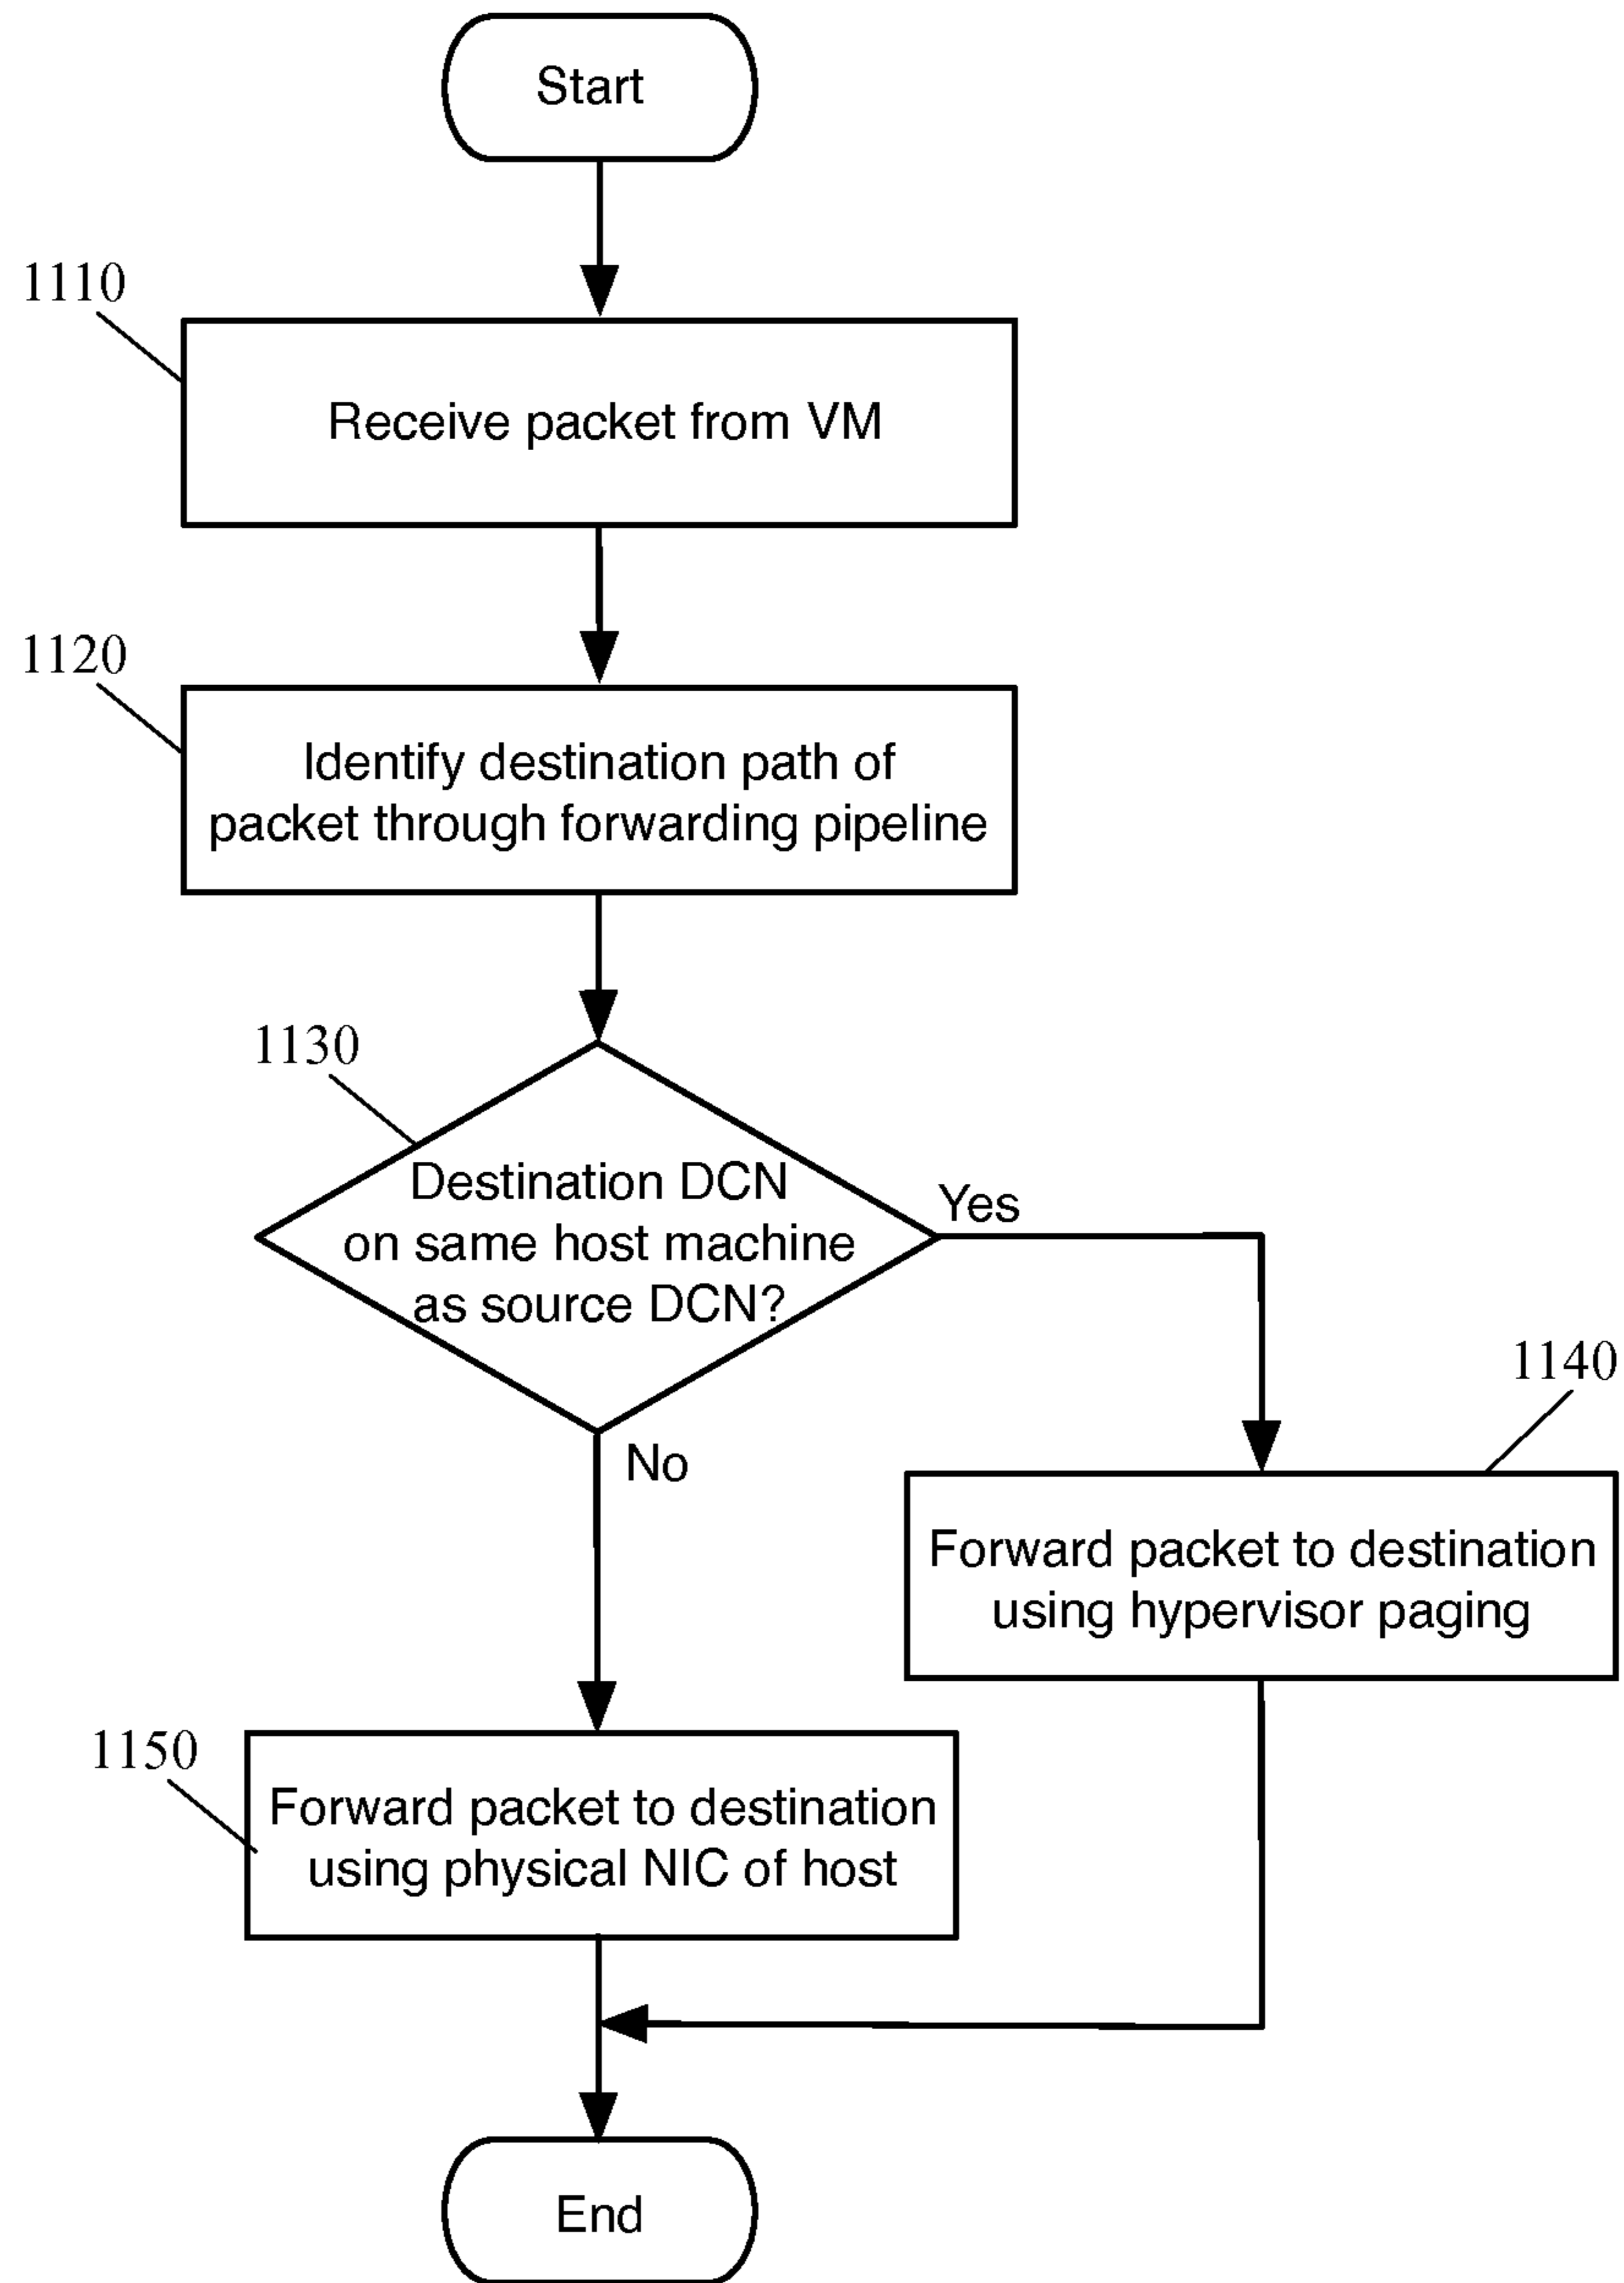 Start
1110
Receive packet from VM
1120
Identify destination path of
packet through forwarding pipeline
1130
Destination DCN
on same host machine
as source DCN?
Yes
No
1140
Forward packet to destination
using hypervisor paging
1150
Forward packet to destination
using physical NIC of host
End